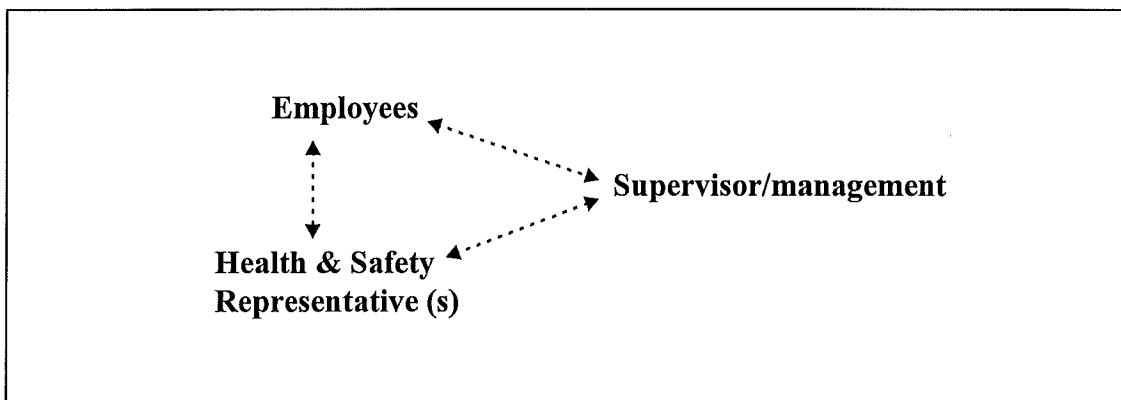 Employees
Supervisor/management
Health & Safety
Representative (s)